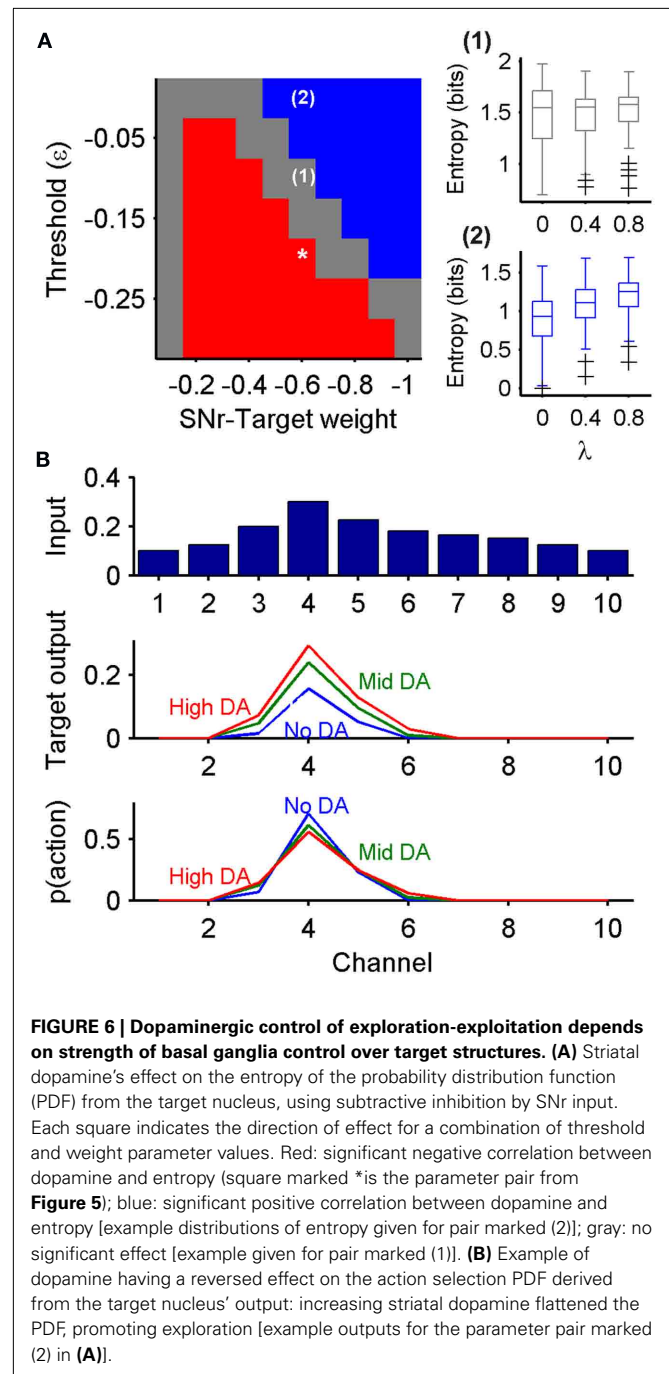 A
(1)
2
1.5
1
Entropy (bits)
0 0.4 0.8
(2)
(1)
*
-0.05
-0.15
-0.25
Threshold (ε)
-0.2 -0.4 -0.6 -0.8 -1
SNr-Target weight
(2)
1.5
1
0.5
0
Entropy (bits)
0 0.4 0.8
λ
B
0.4
0.2
0
Input
1 2 3 4 5 6 7 8 9 10
0.2
0
Target output
High DA
Mid DA
No DA
2 4 6 8 10
0.5
0
p(action)
No DA
High DA
Mid DA
2 4 6 8 10
Channel
FIGURE 6 | Dopaminergic control of exploration-exploitation depends
on strength of basal ganglia control over target structures. (A) Striatal
dopamine's effect on the entropy of the probability distribution function
(PDF) from the target nucleus, using subtractive inhibition by SNr input.
Each square indicates the direction of effect for a combination of threshold
and weight parameter values. Red: significant negative correlation between
dopamine and entropy (square marked *is the parameter pair from
Figure 5); blue: significant positive correlation between dopamine and
entropy [example distributions of entropy given for pair marked (2)]; gray: no
significant effect [example given for pair marked (1)]. (B) Example of
dopamine having a reversed effect on the action selection PDF derived
from the target nucleus' output: increasing striatal dopamine flattened the
PDF, promoting exploration [example outputs for the parameter pair marked
(2) in (A)].